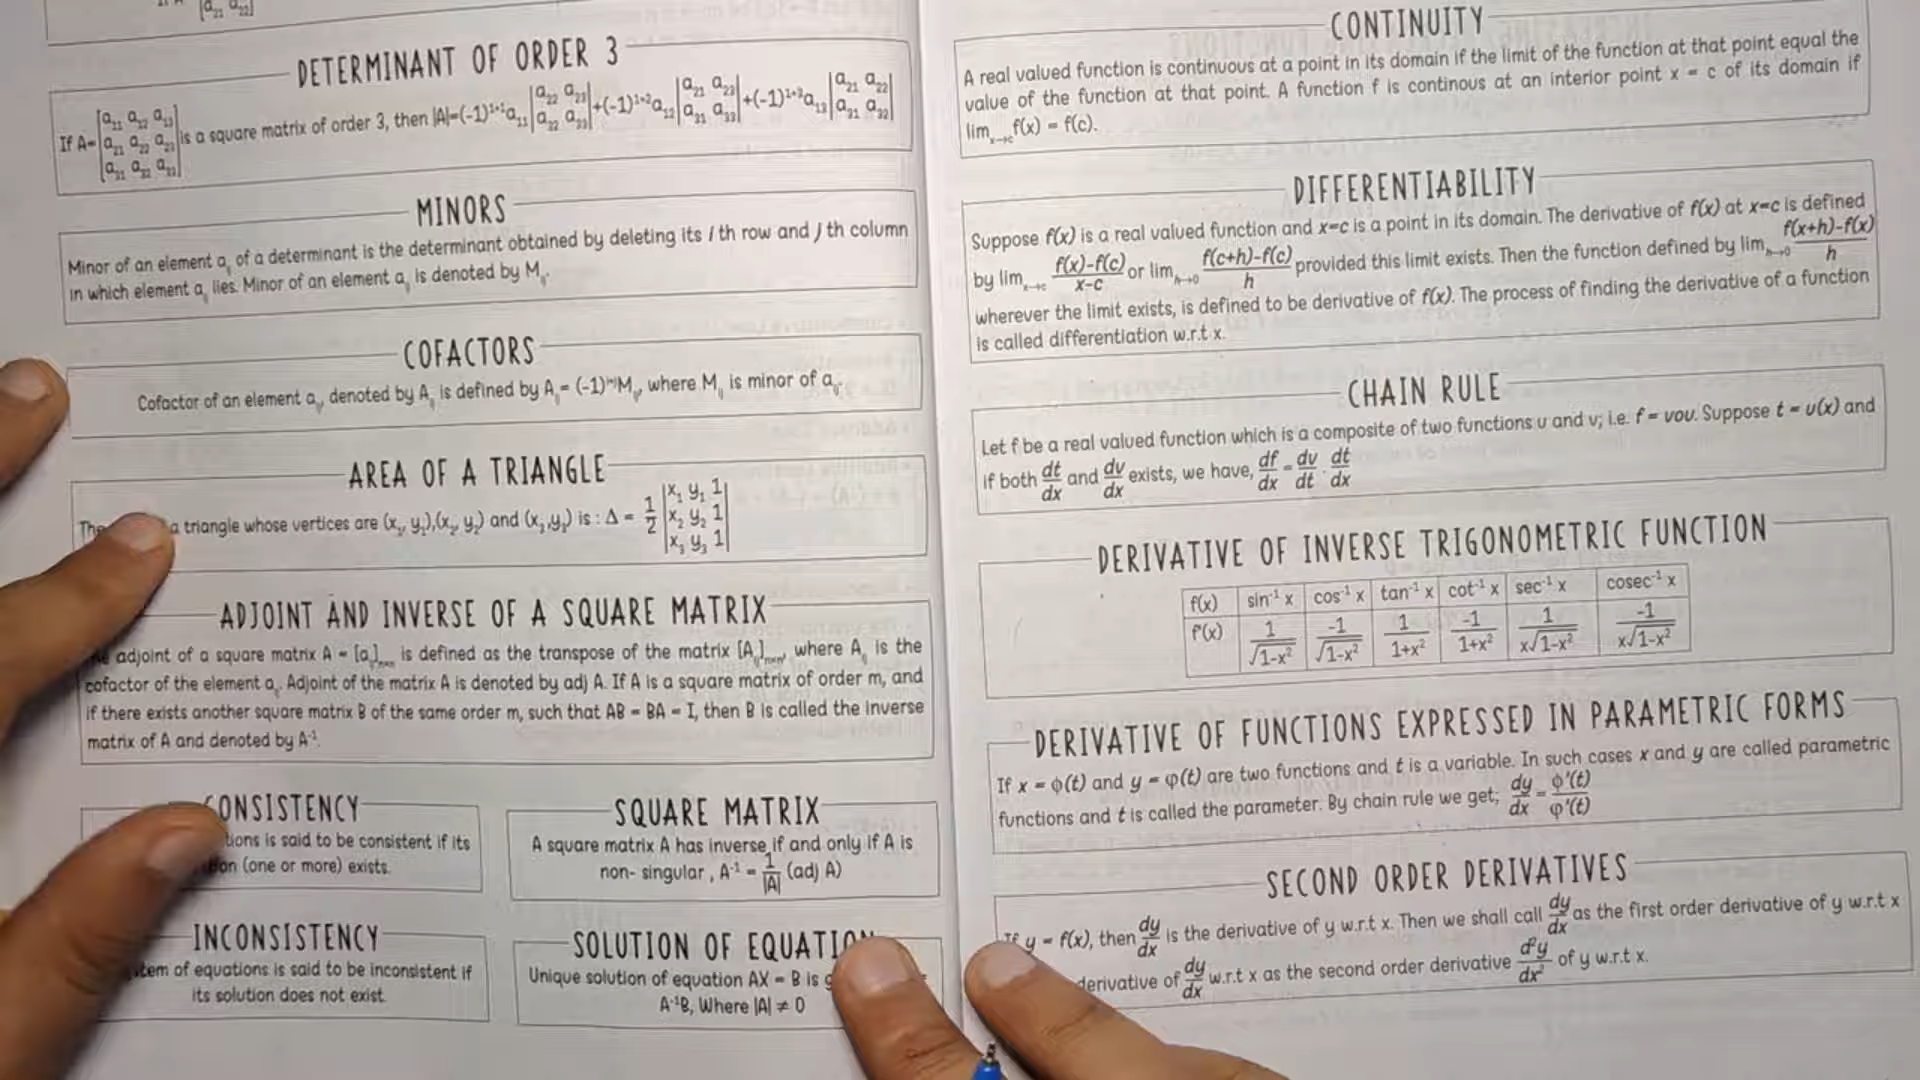 a₂₁ a₂₂
DETERMINANT OF ORDER 3
If A= |a₁₁ a₁₂ a₁₃| is a square matrix of order 3, then |A|=(-1)¹⁺¹a₁₁ |a₂₂ a₂₃| +(-1)¹⁺²a₁₂ |a₂₁ a₂₃| +(-1)¹⁺³a₁₃ |a₂₁ a₂₂|
|a₂₁ a₂₂ a₂₃| |a₃₂ a₃₃| |a₃₁ a₃₃| |a₃₁ a₃₂|
|a₃₁ a₃₂ a₃₃|
MINORS
Minor of an element aᵢⱼ of a determinant is the determinant obtained by deleting its i th row and j th column
in which element aᵢⱼ lies. Minor of an element aᵢⱼ is denoted by Mᵢⱼ.
COFACTORS
Cofactor of an element aᵢⱼ, denoted by Aᵢⱼ is defined by Aᵢⱼ= (-1)ⁱ⁺ʲMᵢⱼ, where Mᵢⱼ is minor of aᵢⱼ.
AREA OF A TRIANGLE
a triangle whose vertices are (x₁, y₁),(x₂, y₂) and (x₃,y₃) is : Δ = 1/2 |x₁ y₁ 1|
|x₂ y₂ 1|
|x₃ y₃ 1|
ADJOINT AND INVERSE OF A SQUARE MATRIX
adjoint of a square matrix A = [aᵢⱼ]ₙₓₙ is defined as the transpose of the matrix [Aᵢⱼ]ₙₓₙ, where Aᵢⱼ is the
cofactor of the element aᵢⱼ. Adjoint of the matrix A is denoted by adj A. If A is a square matrix of order m, and
if there exists another square matrix B of the same order m, such that AB = BA = I, then B is called the inverse
matrix of A and denoted by A⁻¹.
CONSISTENCY
tions is said to be consistent if its
(one or more) exists.
SQUARE MATRIX
A square matrix A has inverse if and only if A is
non- singular , A⁻¹ = 1/|A| (adj A)
INCONSISTENCY
tem of equations is said to be inconsistent if
its solution does not exist.
SOLUTION OF EQUATION
Unique solution of equation AX = B is
A⁻¹B, Where |A| ≠ 0
CONTINUITY
A real valued function is continuous at a point in its domain if the limit of the function at that point equal the
value of the function at that point. A function f is continous at an interior point x = c of its domain if
limₓ→c f(x) = f(c).
DIFFERENTIABILITY
Suppose f(x) is a real valued function and x=c is a point in its domain. The derivative of f(x) at x=c is defined
by limₓ→c f(x)-f(c)/x-c or limₕ→₀ f(c+h)-f(c)/h provided this limit exists. Then the function defined by limₕ→₀ f(x+h)-f(x)/h
wherever the limit exists, is defined to be derivative of f(x). The process of finding the derivative of a function
is called differentiation w.r.t x.
CHAIN RULE
Let f be a real valued function which is a composite of two functions u and v; i.e. f = vou. Suppose t = u(x) and
if both dt/dx and dv/dx exists, we have, df/dx = dv/dt . dt/dx
DERIVATIVE OF INVERSE TRIGONOMETRIC FUNCTION
f(x) sin⁻¹ x cos⁻¹ x tan⁻¹ x cot⁻¹ x sec⁻¹ x cosec⁻¹ x
f'(x) 1/√1-x² -1/√1-x² 1/1+x² -1/1+x² 1/x√1-x² -1/x√1-x²
DERIVATIVE OF FUNCTIONS EXPRESSED IN PARAMETRIC FORMS
If x = ϕ(t) and y = φ(t) are two functions and t is a variable. In such cases x and y are called parametric
functions and t is called the parameter. By chain rule we get; dy/dx = ϕ'(t)/φ'(t)
SECOND ORDER DERIVATIVES
If y = f(x), then dy/dx is the derivative of y w.r.t x. Then we shall call dy/dx as the first order derivative of y w.r.t x
derivative of dy/dx w.r.t x as the second order derivative d²y/dx² of y w.r.t x.